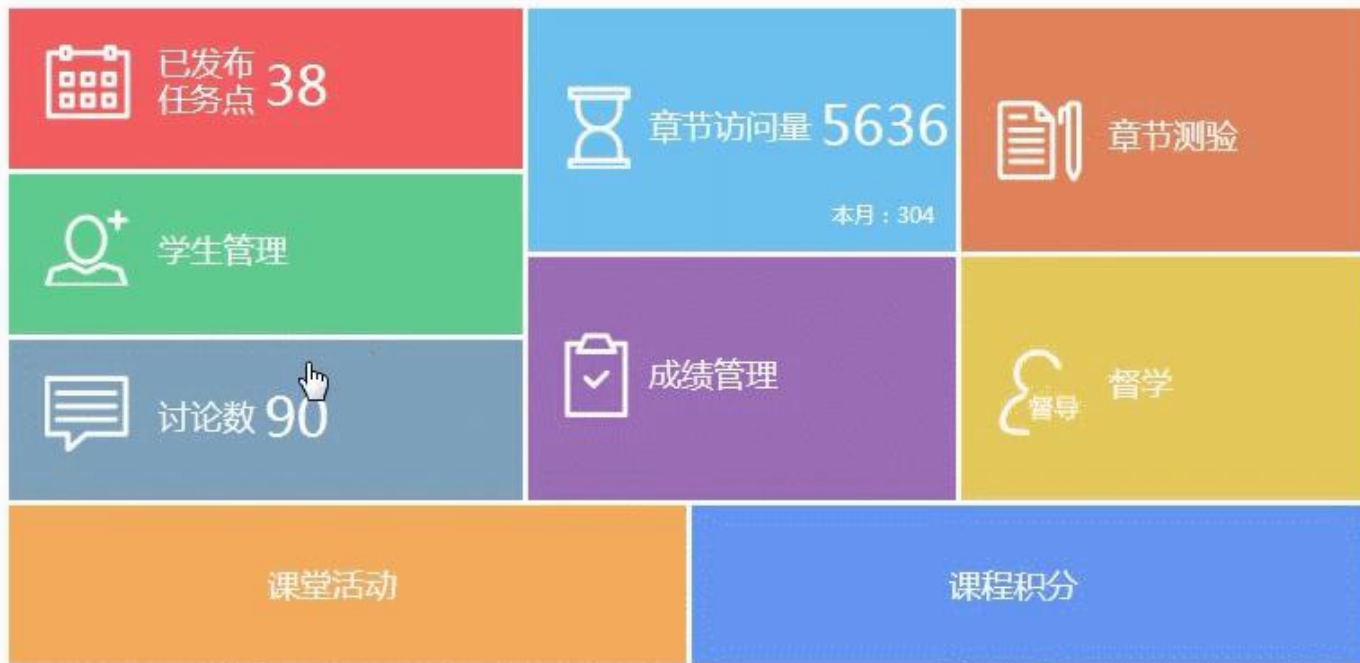 已发布
任务点 38
章节访问量 5636
本月：304
章节测验
学生管理
讨论数 90
成绩管理
督导
督学
课堂活动
课程积分